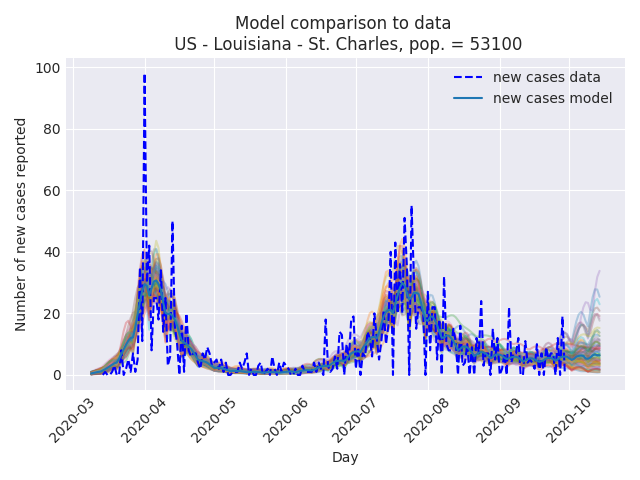 Model comparison to data
US - Louisiana - St. Charles, pop. = 53100
new cases data
new cases model
Number of new cases reported
100
80
60
40
20
0
2020-03
2020-04
2020-05
2020-06
2020-07
2020-08
2020-09
2020-10
Day